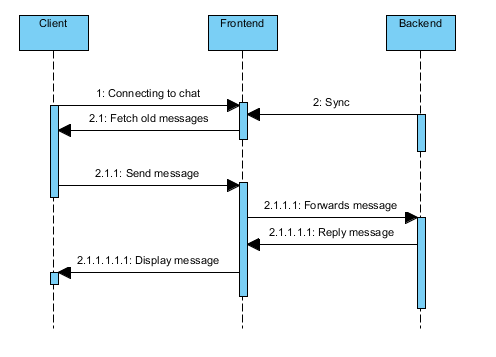 Client
Frontend
Backend
1: Connecting to chat
2: Sync
2.1: Fetch old messages
2.1.1: Send message
2.1.1.1: Forwards message
2.1.1.1.1: Reply message
2.1.1.1.1.1: Display message